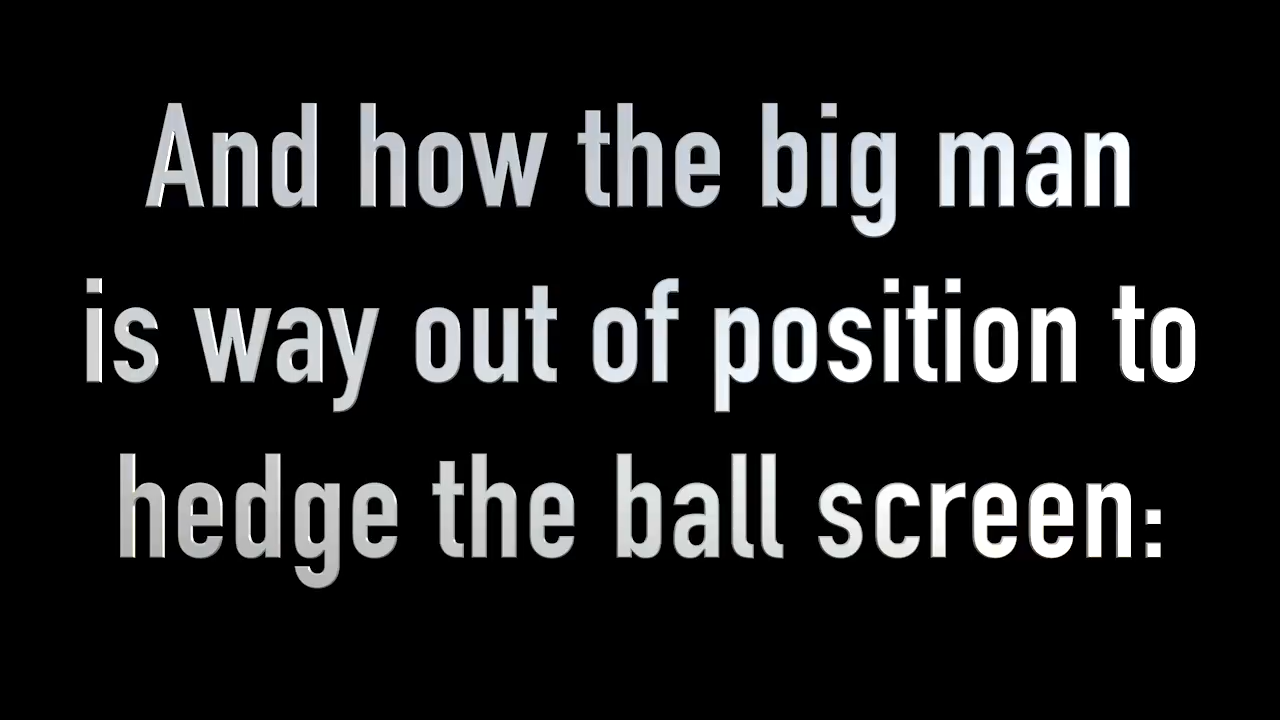 And how the big man
is way out of position to
hedge the ball screen: